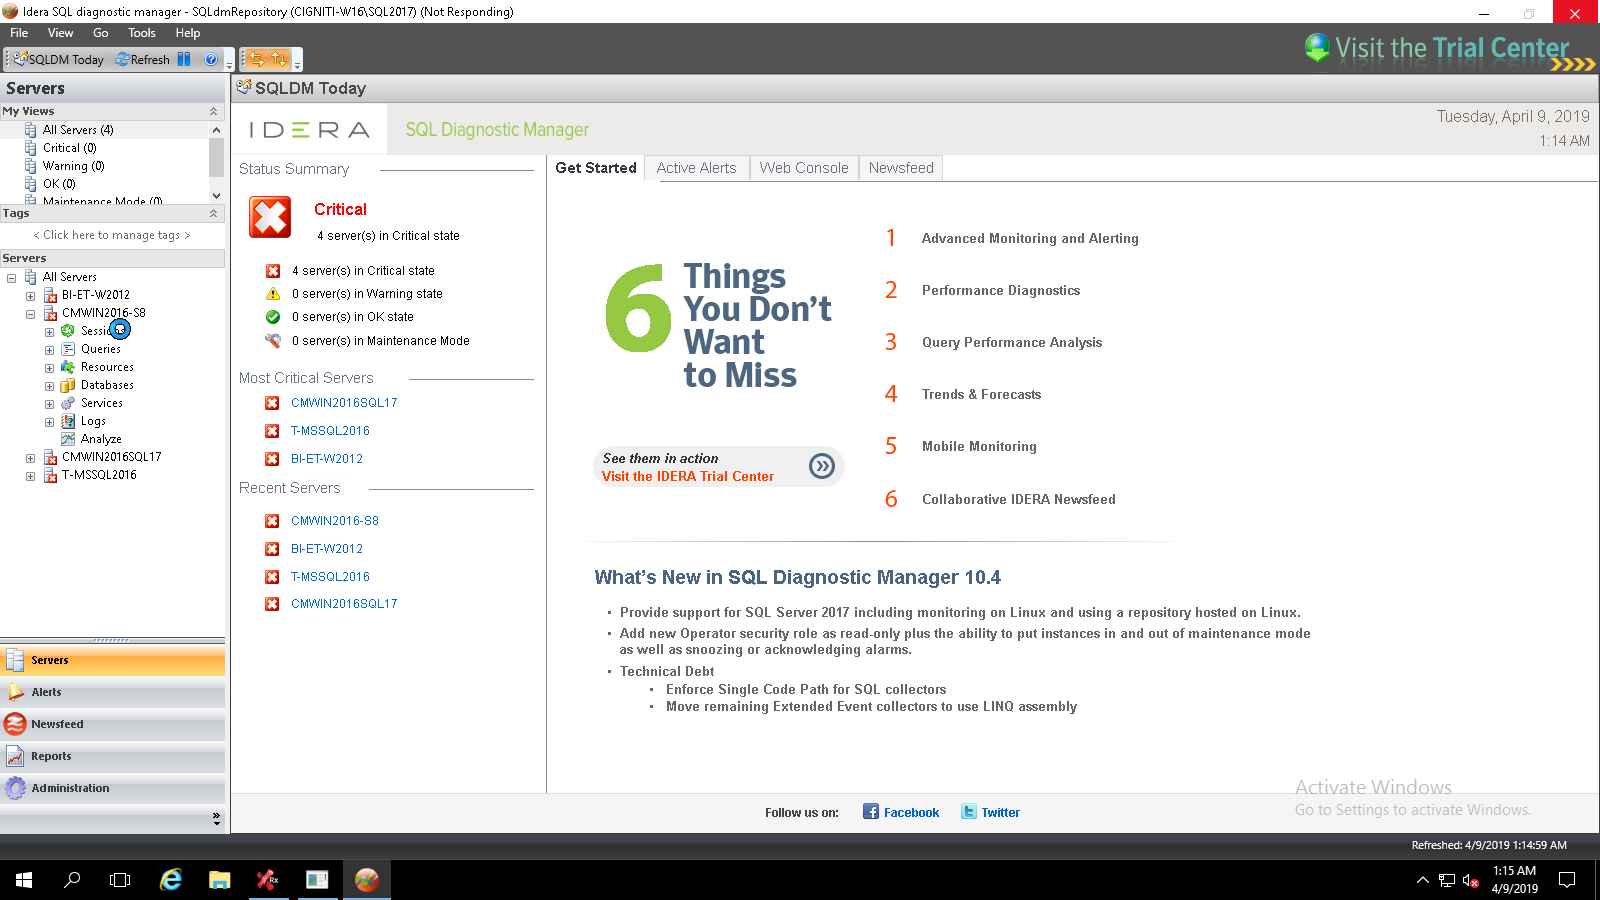 Idera SQL diagnostic manager - SQLdmRepository (CIGNITI-W16\SQL2017) (Not Responding)
File View Go Tools Help
SQLDM Today Refresh
Visit the Trial Center
Servers
My Views
All Servers (4)
Critical (0)
Warning (0)
OK (0)
Maintenance Mode (0)
Tags
< Click here to manage tags >
Servers
All Servers
BI-ET-W2012
CMWIN2016-S8
Queries
Resources
Databases
Services
Logs
Analyze
CMWIN2016SQL17
T-MSSQL2016
Servers
Alerts
Newsfeed
Reports
Administration
SQLDM Today
IDERA
SQL Diagnostic Manager
Tuesday, April 9, 2019
1:14 AM
Status Summary
Critical
4 server(s) in Critical state
4 server(s) in Critical state
0 server(s) in Warning state
0 server(s) in OK state
0 server(s) in Maintenance Mode
Most Critical Servers
CMWIN2016SQL17
T-MSSQL2016
BI-ET-W2012
Recent Servers
CMWIN2016-S8
BI-ET-W2012
T-MSSQL2016
CMWIN2016SQL17
Get Started Active Alerts Web Console Newsfeed
6 Things
You Don't
Want
to Miss
See them in action
Visit the IDERA Trial Center
1 Advanced Monitoring and Alerting
2 Performance Diagnostics
3 Query Performance Analysis
4 Trends & Forecasts
5 Mobile Monitoring
6 Collaborative IDERA Newsfeed
What's New in SQL Diagnostic Manager 10.4
• Provide support for SQL Server 2017 including monitoring on Linux and using a repository hosted on Linux.
• Add new Operator security role as read-only plus the ability to put instances in and out of maintenance mode
as well as snoozing or acknowledging alarms.
• Technical Debt
• Enforce Single Code Path for SQL collectors
• Move remaining Extended Event collectors to use LINQ assembly
Activate Windows
Go to Settings to activate Windows.
Follow us on: Facebook Twitter
Refreshed: 4/9/2019 1:14:59 AM
1:15 AM
4/9/2019